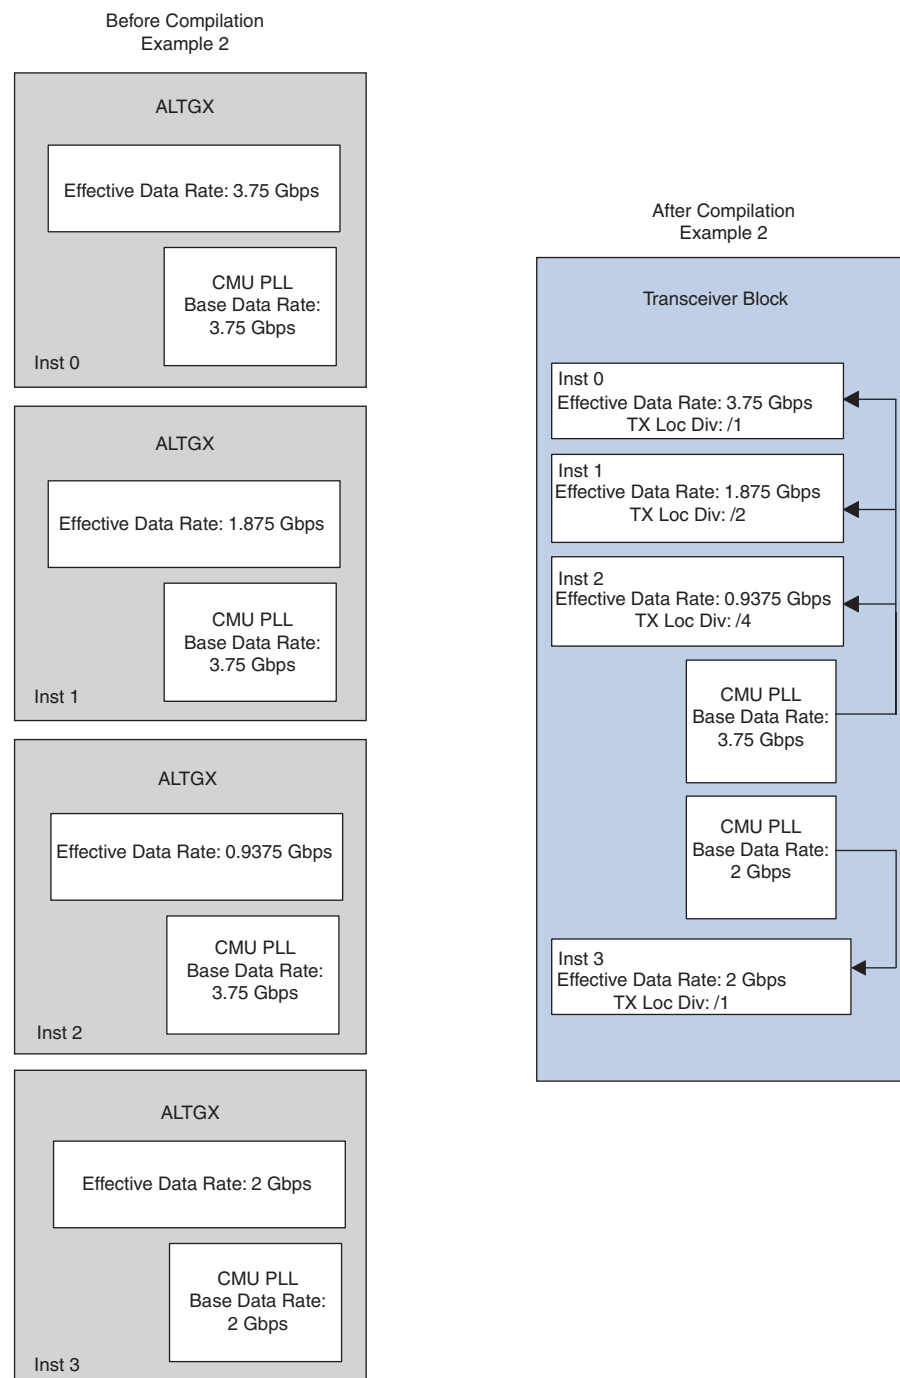 Before Compilation
Example 2
ALTGX
Effective Data Rate: 3.75 Gbps
CMU PLL
Base Data Rate:
3.75 Gbps
Inst 0
ALTGX
Effective Data Rate: 1.875 Gbps
CMU PLL
Base Data Rate:
3.75 Gbps
Inst 1
ALTGX
Effective Data Rate: 0.9375 Gbps
CMU PLL
Base Data Rate:
3.75 Gbps
Inst 2
ALTGX
Effective Data Rate: 2 Gbps
CMU PLL
Base Data Rate:
2 Gbps
Inst 3
After Compilation
Example 2
Transceiver Block
Inst 0
Effective Data Rate: 3.75 Gbps
TX Loc Div: /1
Inst 1
Effective Data Rate: 1.875 Gbps
TX Loc Div: /2
Inst 2
Effective Data Rate: 0.9375 Gbps
TX Loc Div: /4
CMU PLL
Base Data Rate:
3.75 Gbps
CMU PLL
Base Data Rate:
2 Gbps
Inst 3
Effective Data Rate: 2 Gbps
TX Loc Div: /1